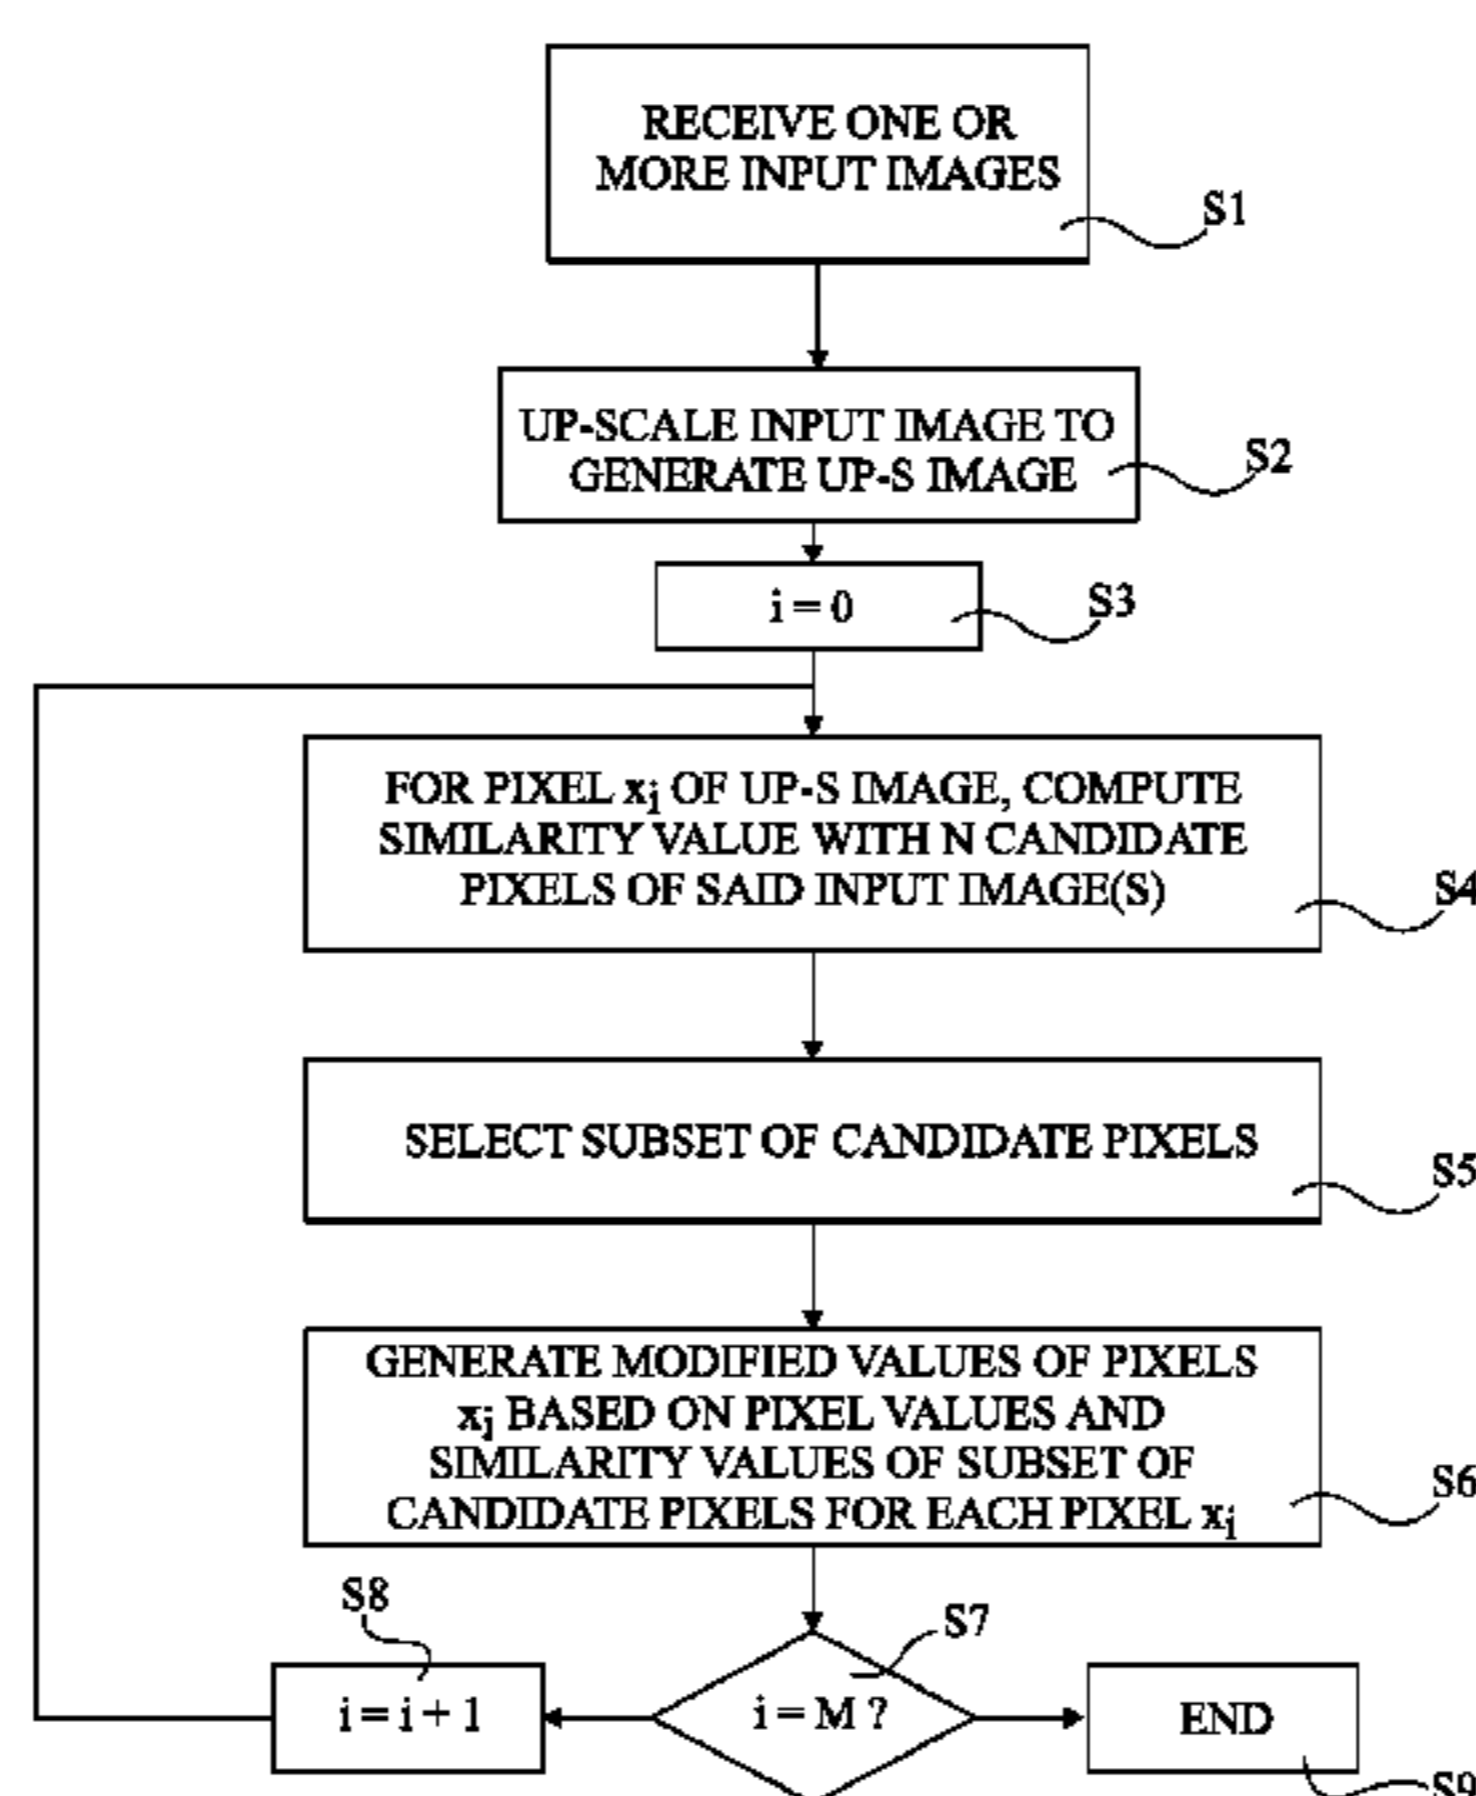 RECEIVE ONE OR
MORE INPUT IMAGES
S1
UP-SCALE INPUT IMAGE TO
GENERATE UP-S IMAGE
S2
i = 0
S3
FOR PIXEL xi OF UP-S IMAGE, COMPUTE
SIMILARITY VALUE WITH N CANDIDATE
PIXELS OF SAID INPUT IMAGE(S)
S4
SELECT SUBSET OF CANDIDATE PIXELS
S5
GENERATE MODIFIED VALUES OF PIXELS
xi BASED ON PIXEL VALUES AND
SIMILARITY VALUES OF SUBSET OF
CANDIDATE PIXELS FOR EACH PIXEL xi
S6
S8
S7
i = i + 1
i = M ?
END
S9